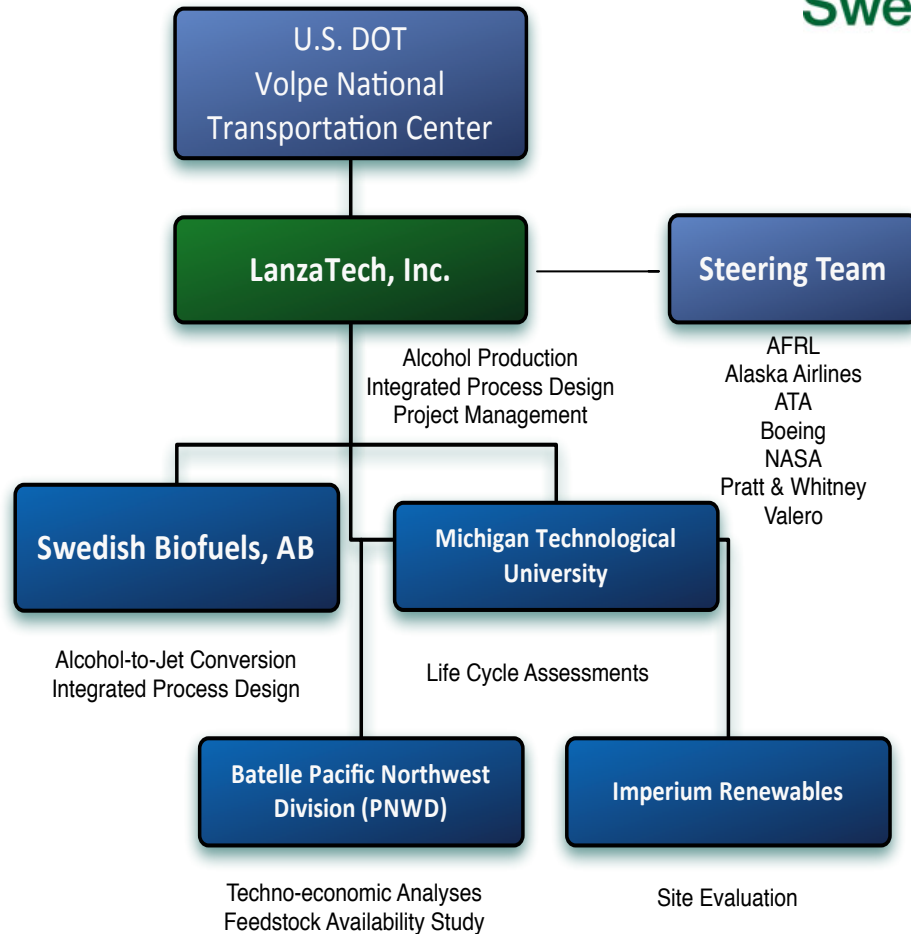 Swe
U.S. DOT
Volpe National
Transportation Center
LanzaTech, Inc.
Steering Team
Alcohol Production
Integrated Process Design
Project Management
AFRL
Alaska Airlines
ATA
Boeing
NASA
Pratt & Whitney
Valero
Swedish Biofuels, AB
Michigan Technological
University
Alcohol-to-Jet Conversion
Integrated Process Design
Life Cycle Assessments
Batelle Pacific Northwest
Division (PNWD)
Imperium Renewables
Techno-economic Analyses
Feedstock Availability Study
Site Evaluation